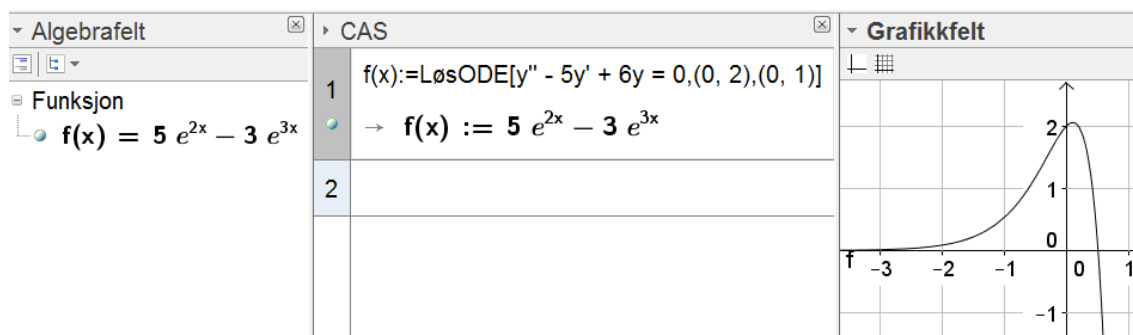 Algebrafelt
Funksjon
f(x) = 5 e^{2x} − 3 e^{3x}
CAS
1
f(x):=LøsODE[y'' - 5y' + 6y = 0,(0, 2),(0, 1)]
→ f(x) := 5 e^{2x} − 3 e^{3x}
2
Grafikkfelt
2
1
0
f
−3 −2 −1 0 1
−1